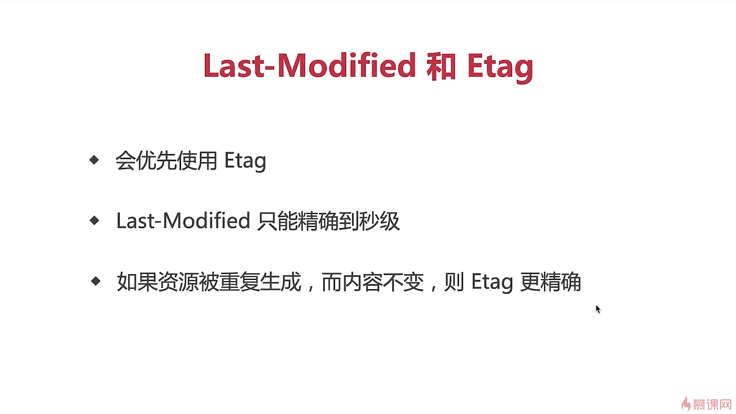 Last-Modified 和 Etag
会优先使用 Etag
Last-Modified 只能精确到秒级
如果资源被重复生成，而内容不变，则 Etag 更精确
慕课网